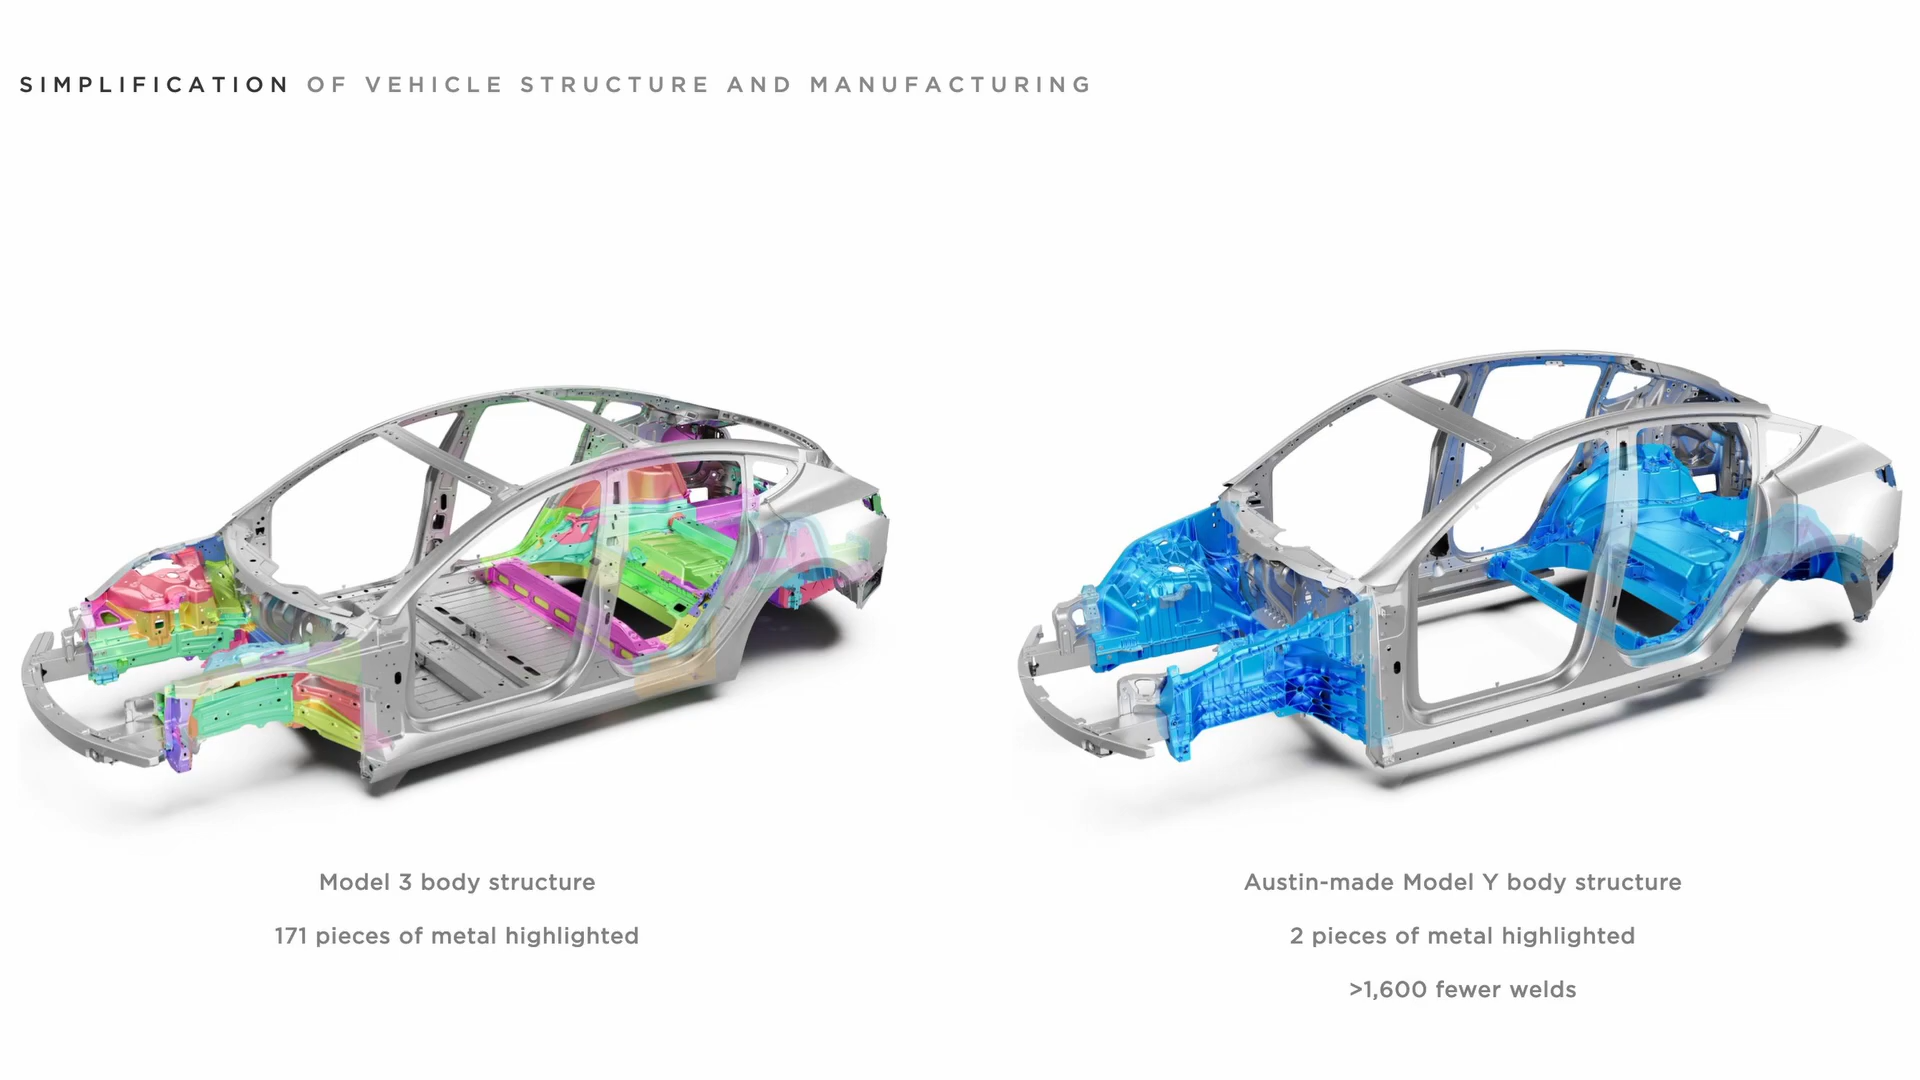 SIMPLIFICATION OF VEHICLE STRUCTURE AND MANUFACTURING
Model 3 body structure
171 pieces of metal highlighted
Austin-made Model Y body structure
2 pieces of metal highlighted
>1,600 fewer welds